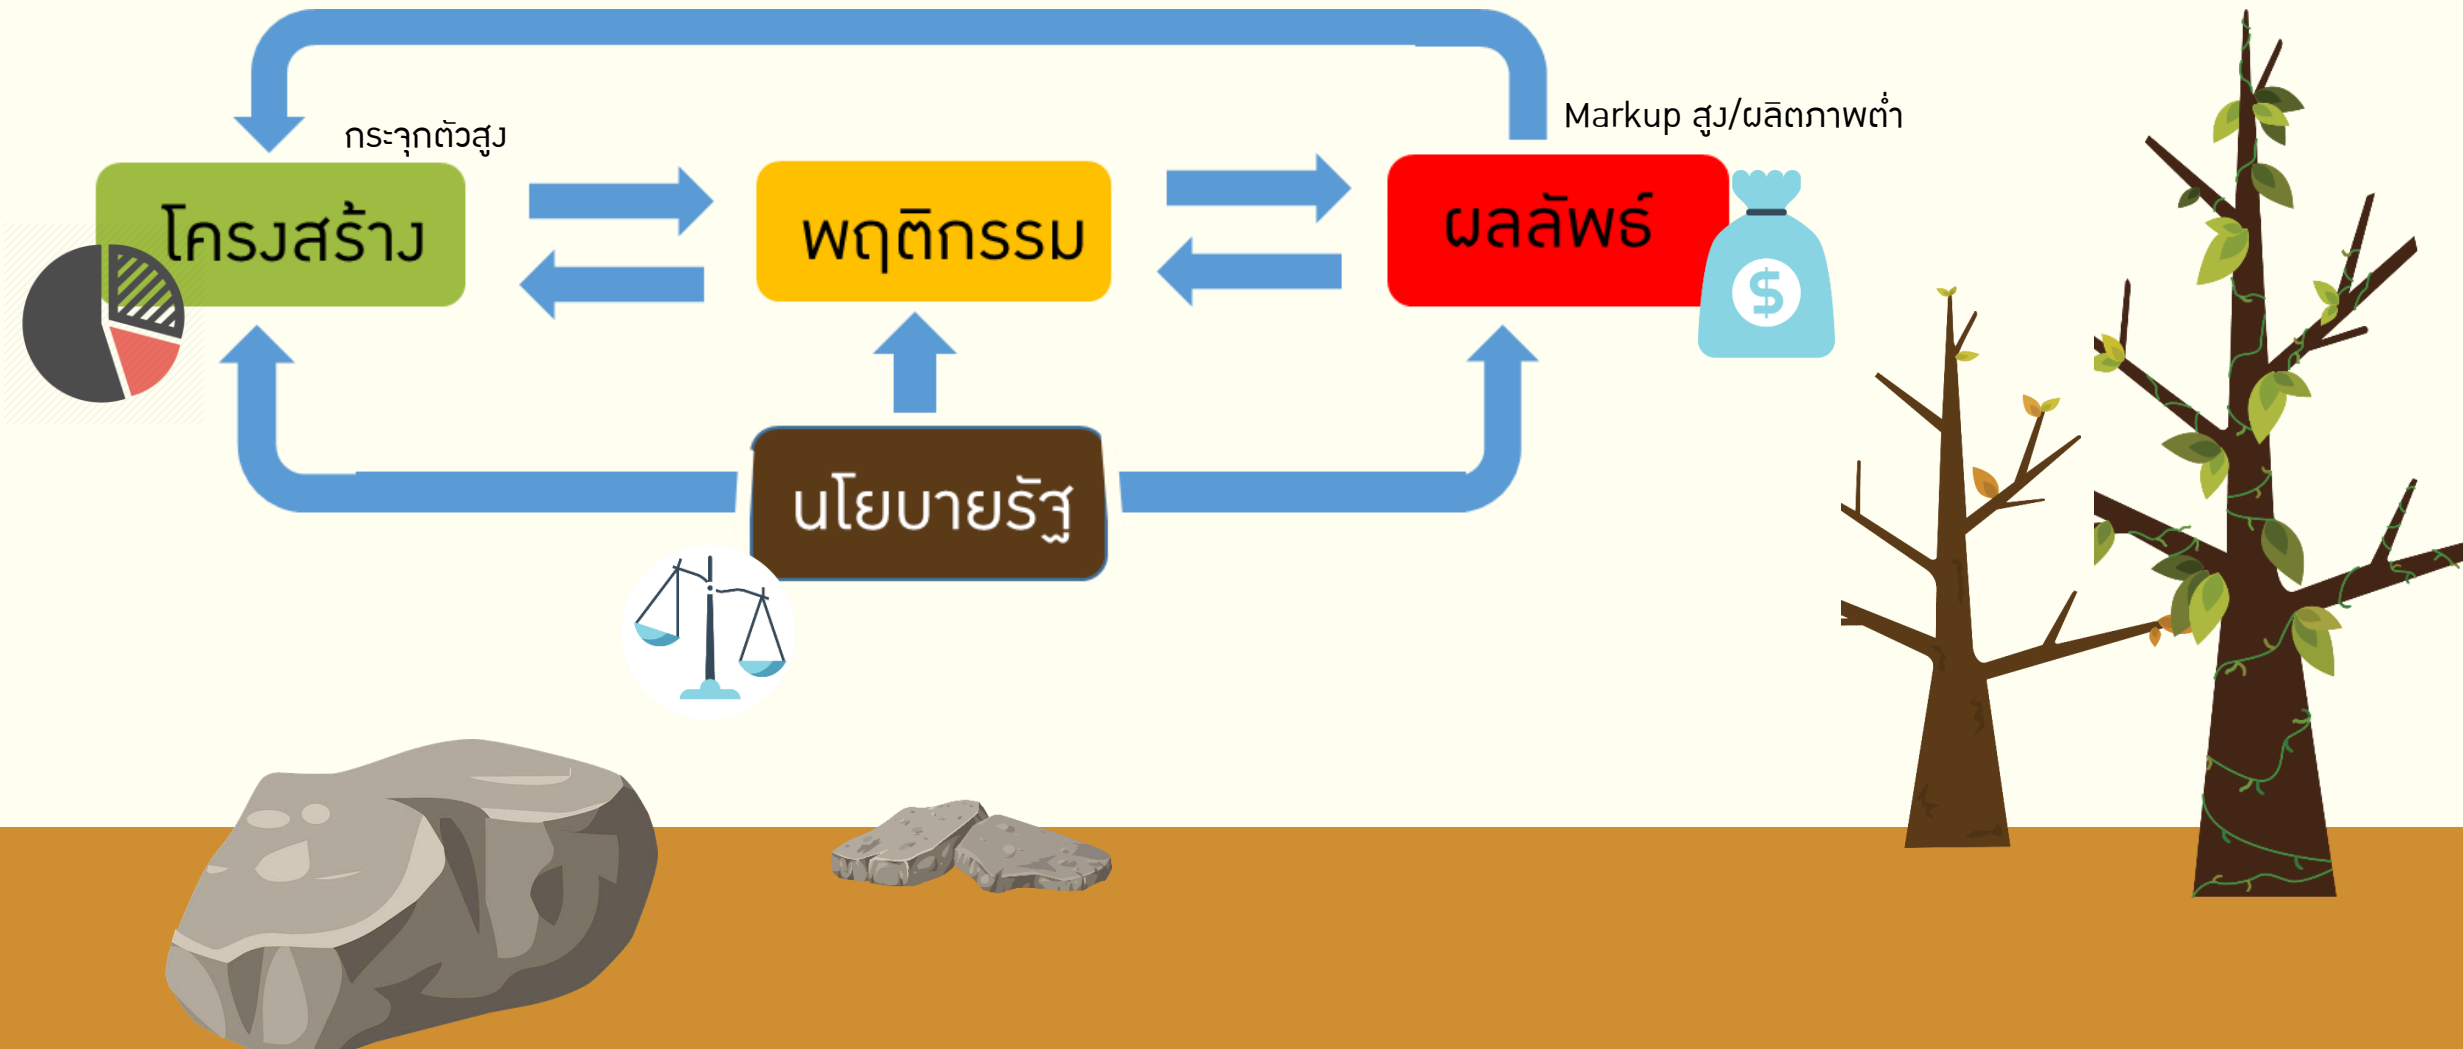 กระจุกตัวสูง
Markup สูง/ผลิตภาพต่ำ
โครงสร้าง
พฤติกรรม
ผลลัพธ์
$
นโยบายรัฐ